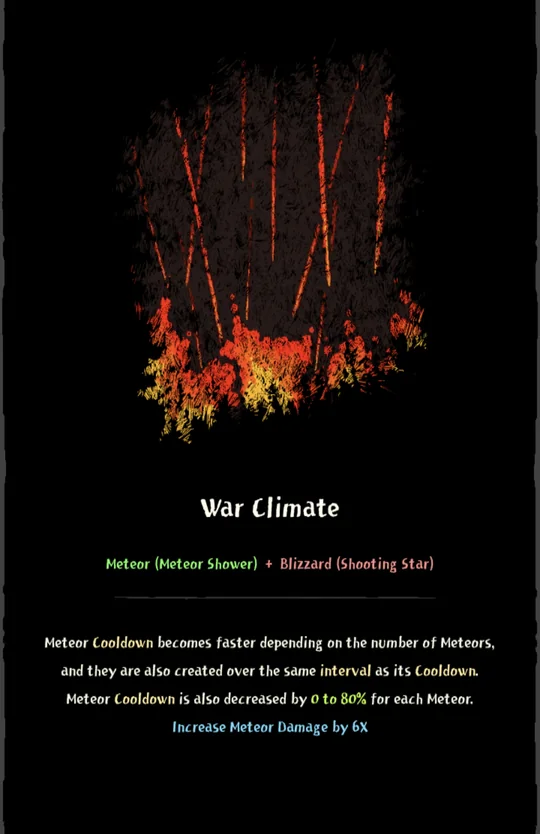 War Climate
Meteor (Meteor Shower) + Blizzard (Shooting Star)
Meteor Cooldown becomes faster depending on the number of Meteors,
and they are also created over the same interval as its Cooldown.
Meteor Cooldown is also decreased by 0 to 80% for each Meteor.
Increase Meteor Damage by 6X